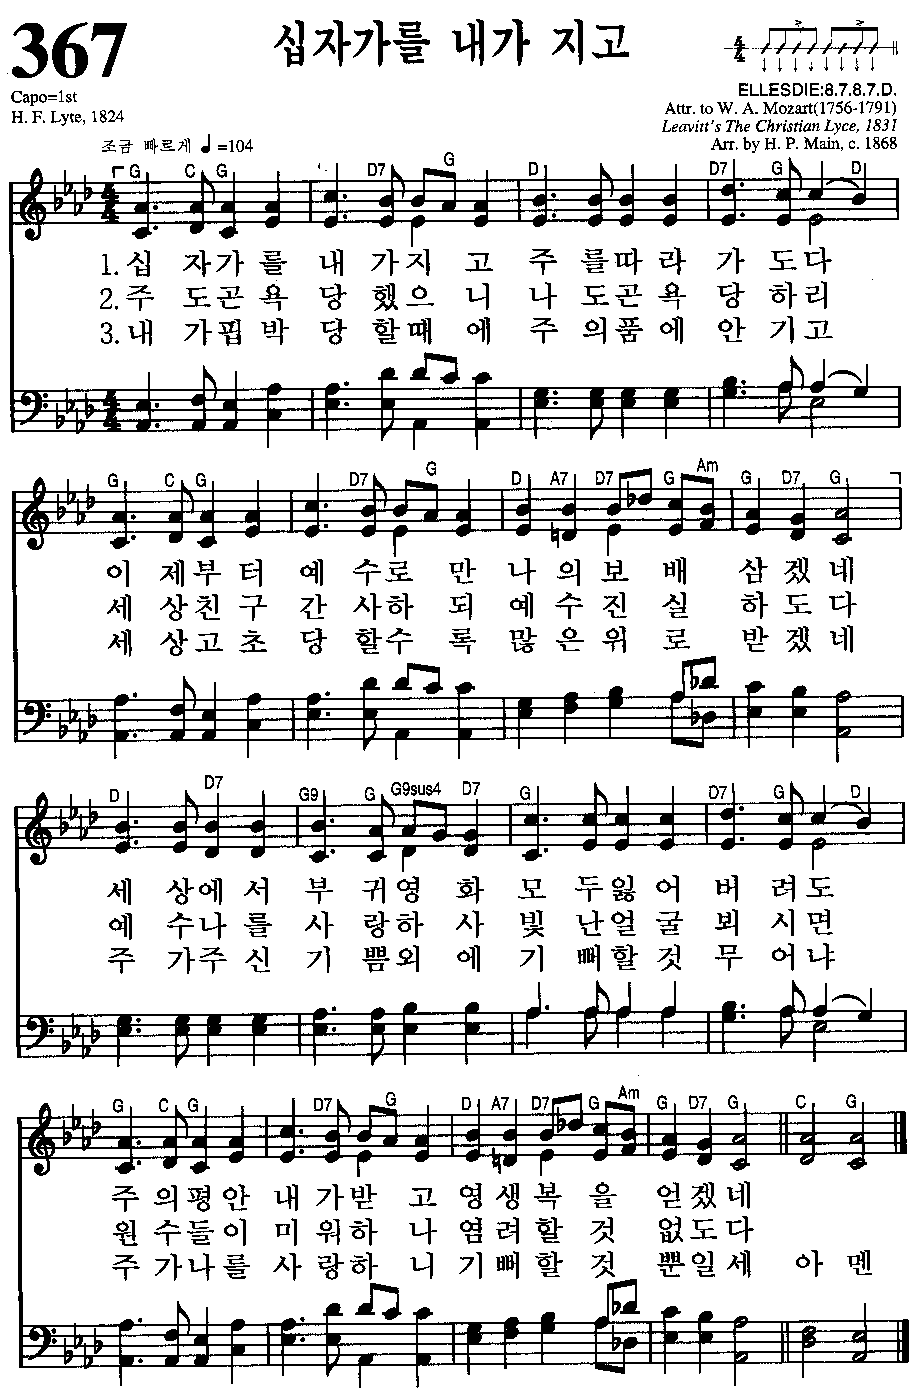 367
십자가를 내가 지고
Capo=1st
H. F. Lyte, 1824
ELLESDIE:8.7.8.7.D.
Attr. to W. A. Mozart(1756-1791)
Leavitt's The Christian Lyce, 1831
Arr. by H. P. Main, c. 1868
조금 빠르게 ♩=104
G C G D7 G D D7 G D
1. 십 자가 를 내 가지 고 주 를따 라 가 도다
2. 주 도곤 욕 당 했으 니 나 도곤 욕 당 하리
3. 내 가핍 박 당 할때 에 주 의품 에 안 기고
G C G D7 G D A7 D7 G Am G D7 G
이 제부 터 예 수로 만 나 의보 배 삼 겠네
세 상친 구 간 사하 되 예 수진 실 하 도다
세 상고 초 당 할수 록 많 은위 로 받 겠네
D D7 G9 G G9sus4 D7 G D7 G D
세 상에 서 부 귀영 화 모 두잃 어 버 려도
예 수나 를 사 랑하 사 빛 난얼 굴 뵈 시면
주 가주 신 기 쁨외 에 기 뻐할 것 무 어냐
G C G D7 G D A7 D7 G Am G D7 G C G
주 의평 안 내 가받 고 영 생복 을 얻 겠네
원 수들 이 미 워하 나 염 려할 것 없 도다
주 가나 를 사 랑하 니 기 뻐할 것 뿐 일세 아 멘